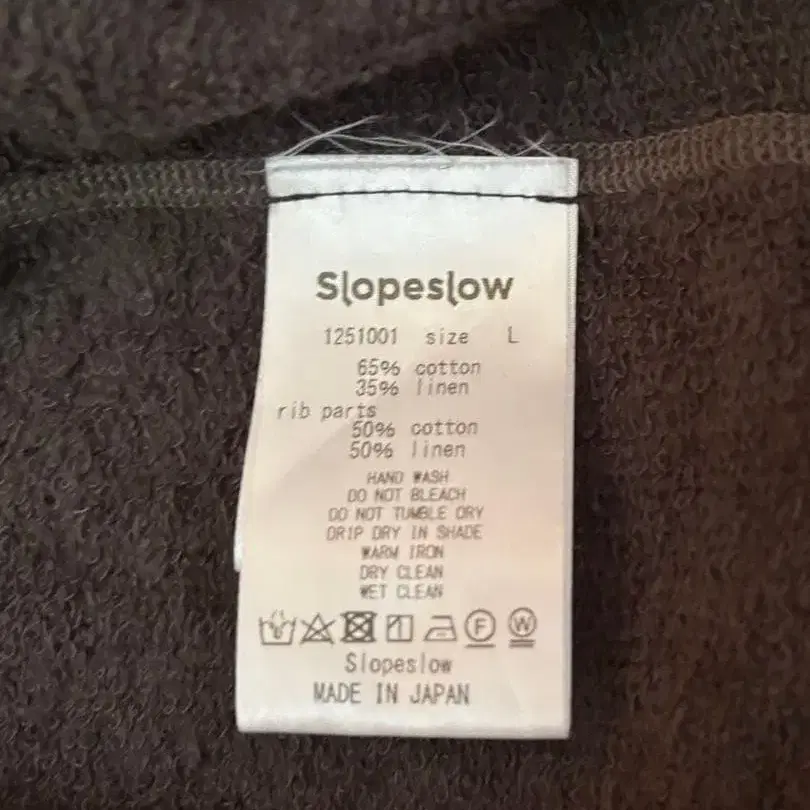 Slopeslow
1251001 size L
65% cotton
35% linen
rib parts
50% cotton
50% linen
HAND WASH
DO NOT BLEACH
DO NOT TUMBLE DRY
DRIP DRY IN SHADE
WARM IRON
DRY CLEAN
WET CLEAN
F W
Slopeslow
MADE IN JAPAN